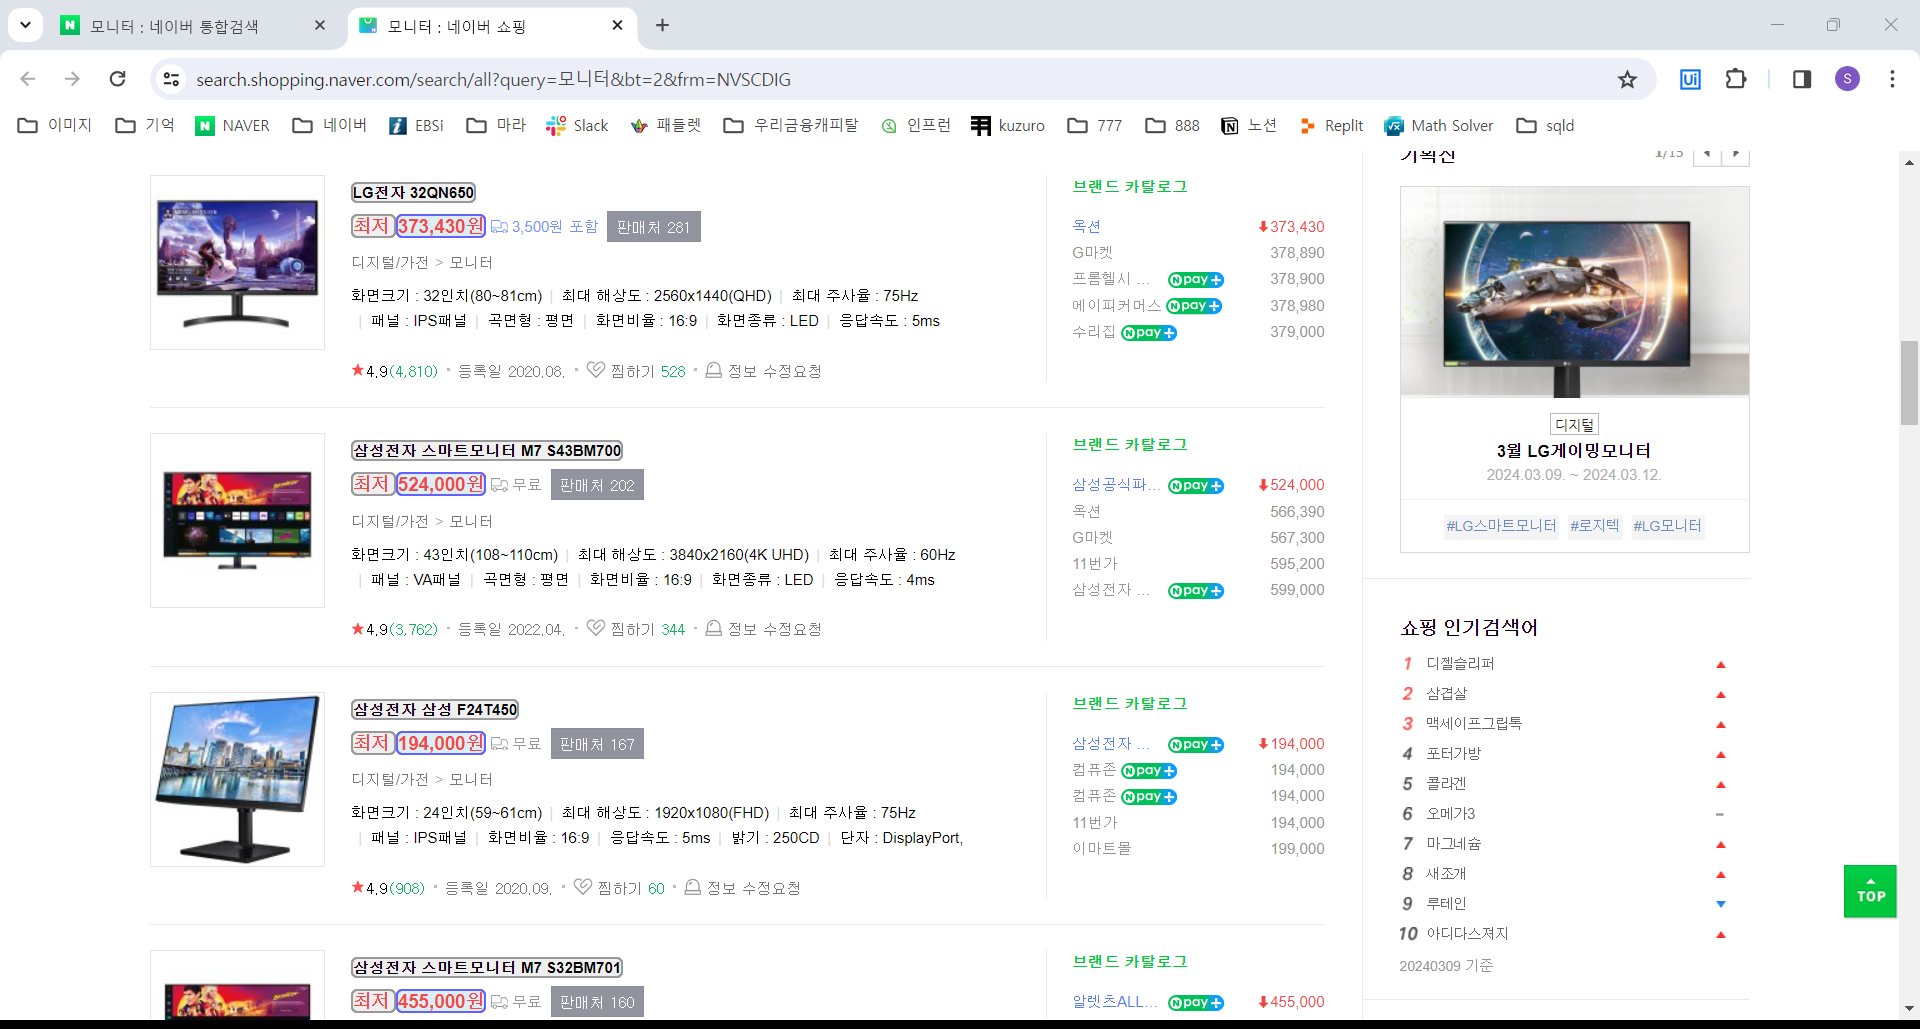 모니터 : 네이버 통합검색
모니터 : 네이버 쇼핑
search.shopping.naver.com/search/all?query=모니터&bt=2&frm=NVSCDIG
S
이미지
기억
NAVER
네이버
EBSi
마라
Slack
패들렛
우리금융캐피탈
인프런
kuzuro
777
888
노션
Replit
Math Solver
sqld
LG전자 32QN650
최저 373,430원 3,500원 포함 판매처 281
디지털/가전 > 모니터
화면크기 : 32인치(80~81cm) | 최대 해상도 : 2560x1440(QHD) | 최대 주사율 : 75Hz
| 패널 : IPS패널 | 곡면형 : 평면 | 화면비율 : 16:9 | 화면종류 : LED | 응답속도 : 5ms
★4.9(4,810) · 등록일 2020.08. · 찜하기 528 · 정보 수정요청
브랜드 카탈로그
옥션 373,430
G마켓 378,890
프롬헬시 ... N pay+ 378,900
에이피커머스 N pay+ 378,980
수리집 N pay+ 379,000
삼성전자 스마트모니터 M7 S43BM700
최저 524,000원 무료 판매처 202
디지털/가전 > 모니터
화면크기 : 43인치(108~110cm) | 최대 해상도 : 3840x2160(4K UHD) | 최대 주사율 : 60Hz
| 패널 : VA패널 | 곡면형 : 평면 | 화면비율 : 16:9 | 화면종류 : LED | 응답속도 : 4ms
★4.9(3,762) · 등록일 2022.04. · 찜하기 344 · 정보 수정요청
브랜드 카탈로그
삼성공식파... N pay+ 524,000
옥션 566,390
G마켓 567,300
11번가 595,200
삼성전자 ... N pay+ 599,000
삼성전자 삼성 F24T450
최저 194,000원 무료 판매처 167
디지털/가전 > 모니터
화면크기 : 24인치(59~61cm) | 최대 해상도 : 1920x1080(FHD) | 최대 주사율 : 75Hz
| 패널 : IPS패널 | 화면비율 : 16:9 | 응답속도 : 5ms | 밝기 : 250CD | 단자 : DisplayPort,
★4.9(908) · 등록일 2020.09. · 찜하기 60 · 정보 수정요청
브랜드 카탈로그
삼성전자 ... N pay+ 194,000
컴퓨존 N pay+ 194,000
컴퓨존 N pay+ 194,000
11번가 194,000
이마트몰 199,000
삼성전자 스마트모니터 M7 S32BM701
최저 455,000원 무료 판매처 160
브랜드 카탈로그
알렛츠ALL... N pay+ 455,000
기획전 1/15
디지털
3월 LG게이밍모니터
2024.03.09. ~ 2024.03.12.
#LG스마트모니터 #로지텍 #LG모니터
쇼핑 인기검색어
1 디젤슬리퍼
2 삼겹살
3 맥세이프그립톡
4 포터가방
5 콜라겐
6 오메가3
7 마그네슘
8 새조개
9 루테인
10 아디다스져지
20240309 기준
TOP